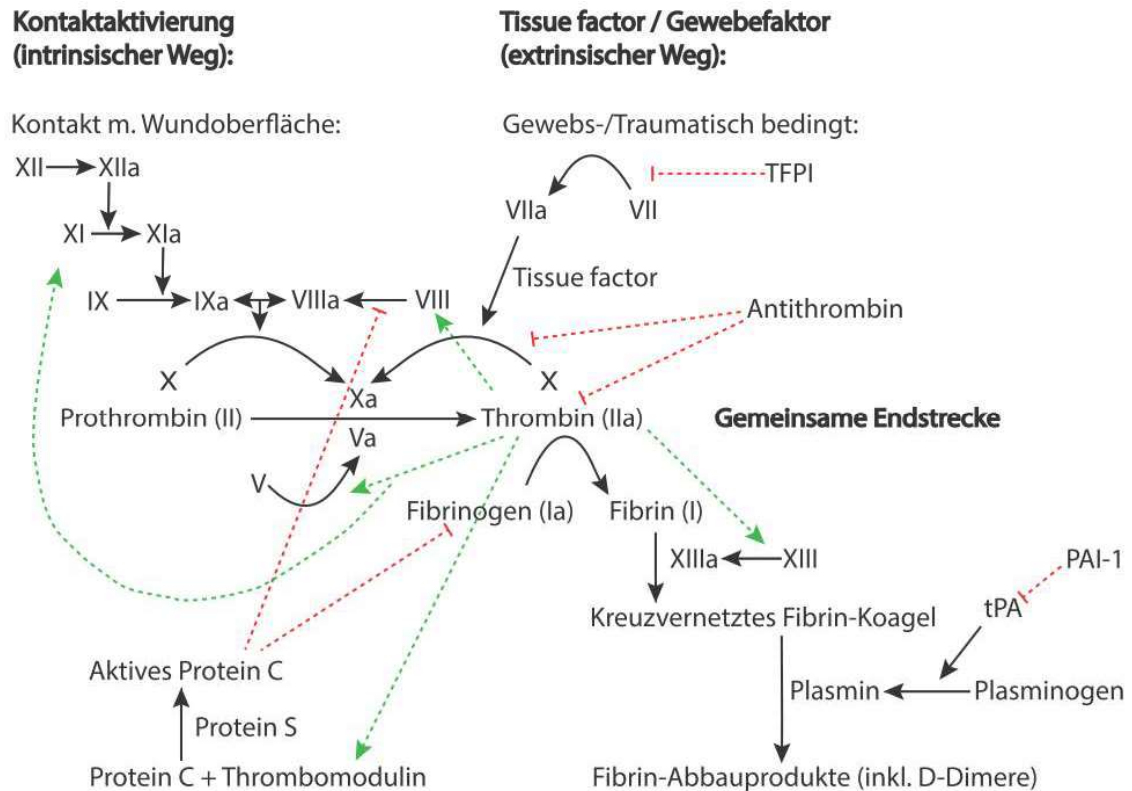 Kontaktaktivierung
(intrinsischer Weg):
Tissue factor / Gewebefaktor
(extrinsischer Weg):
Kontakt m. Wundoberfläche:
Gewebs-/Traumatisch bedingt:
XII
XIIa
TFPI
VIIa
VII
XI
XIa
Tissue factor
IX
IXa
VIIIa
VIII
Antithrombin
X
Xa
X
Prothrombin (II)
Thrombin (IIa)
Gemeinsame Endstrecke
Va
V
Fibrinogen (Ia)
Fibrin (I)
XIIIa
XIII
PAI-1
tPA
Kreuzvernetztes Fibrin-Koagel
Aktives Protein C
Plasmin
Plasminogen
Protein S
Protein C + Thrombomodulin
Fibrin-Abbauprodukte (inkl. D-Dimere)